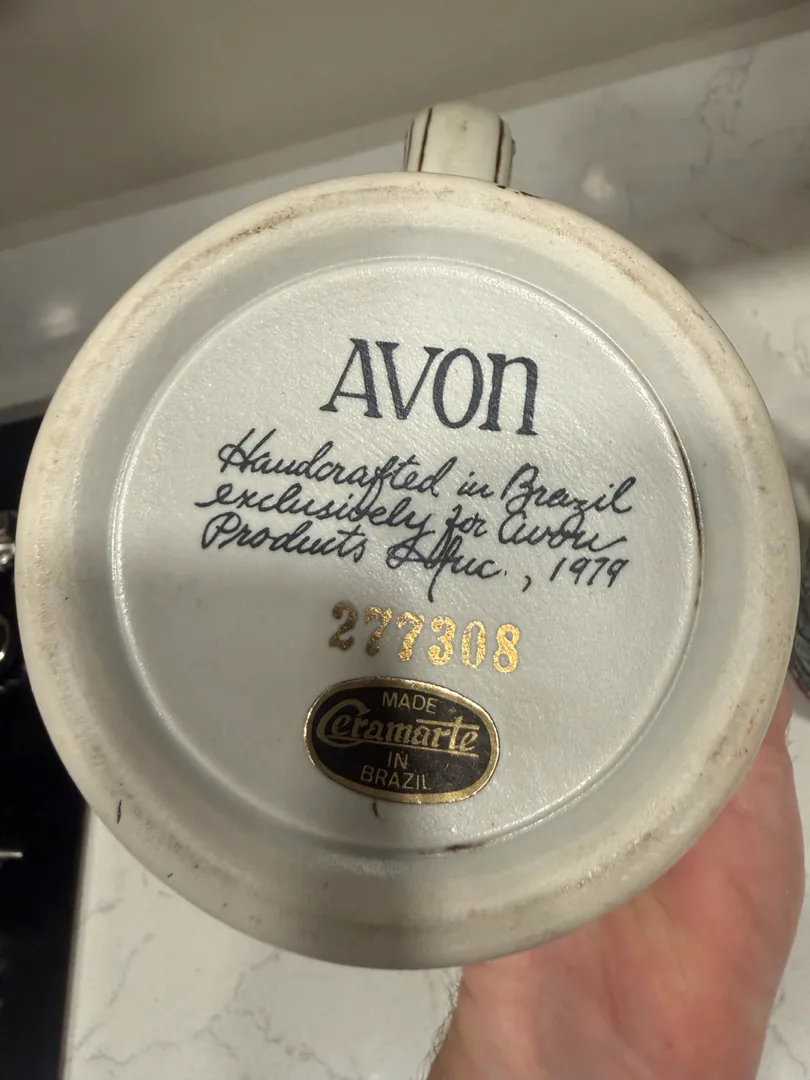 AVON
Handcrafted in Brazil
exclusively for Avon
Products Inc., 1979
277308
MADE
Ceramarte
IN
BRAZIL